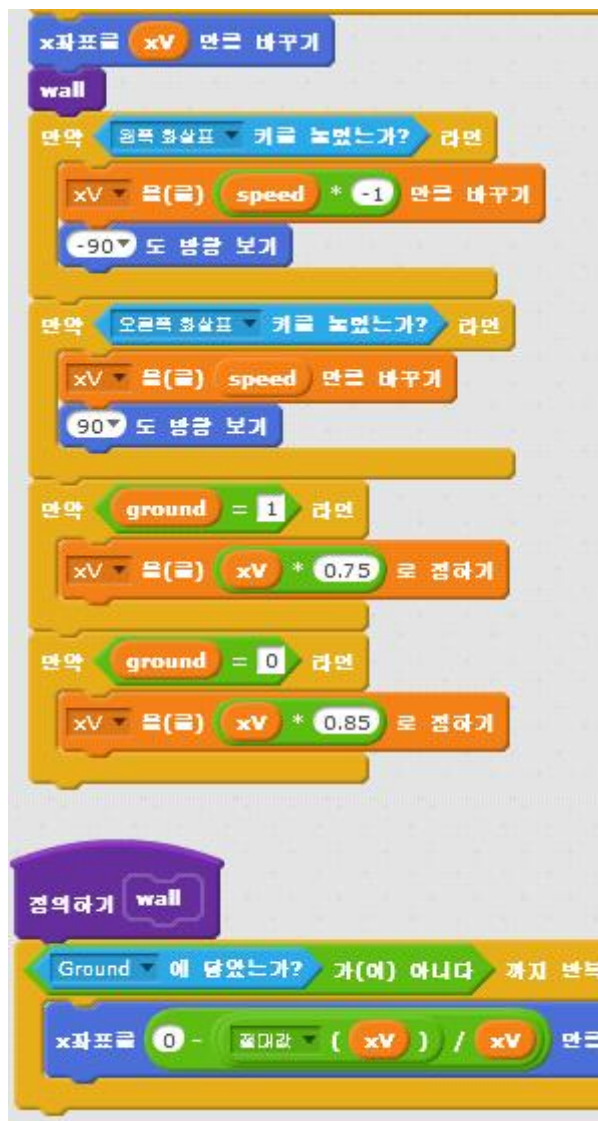 x좌표를 xV 만큼 바꾸기
wall
만약 왼쪽 화살표 키를 눌렀는가? 라면
xV 을(를) speed * -1 만큼 바꾸기
-90 도 방향 보기
만약 오른쪽 화살표 키를 눌렀는가? 라면
xV 을(를) speed 만큼 바꾸기
90 도 방향 보기
만약 ground = 1 라면
xV 을(를) xV * 0.75 로 정하기
만약 ground = 0 라면
xV 을(를) xV * 0.85 로 정하기
정의하기 wall
Ground 에 닿았는가? 가(이) 아니다 까지 반복
x좌표를 0 - 절대값 ( xV ) / xV 만큼